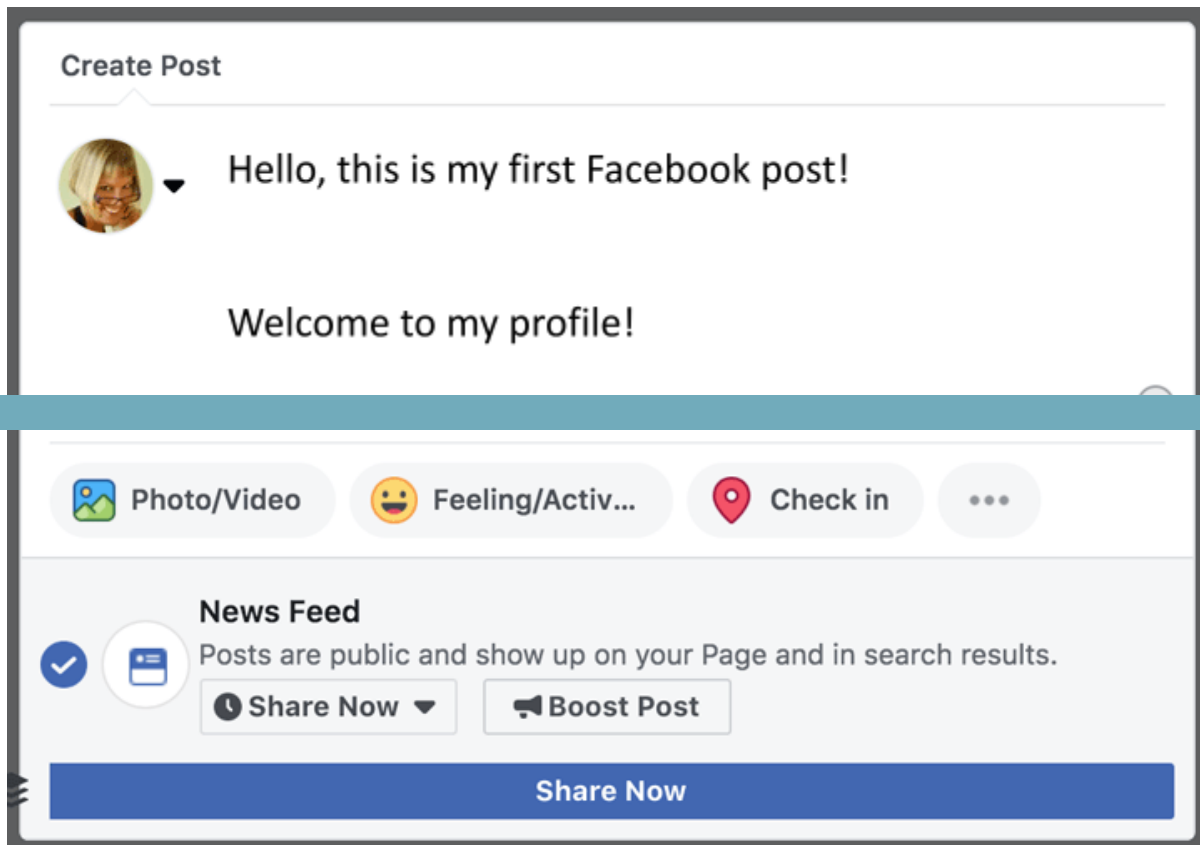 Create Post
Hello, this is my first Facebook post!
Welcome to my profile!
Photo/Video
Feeling/Activ...
Check in
News Feed
Posts are public and show up on your Page and in search results.
Share Now
Boost Post
Share Now